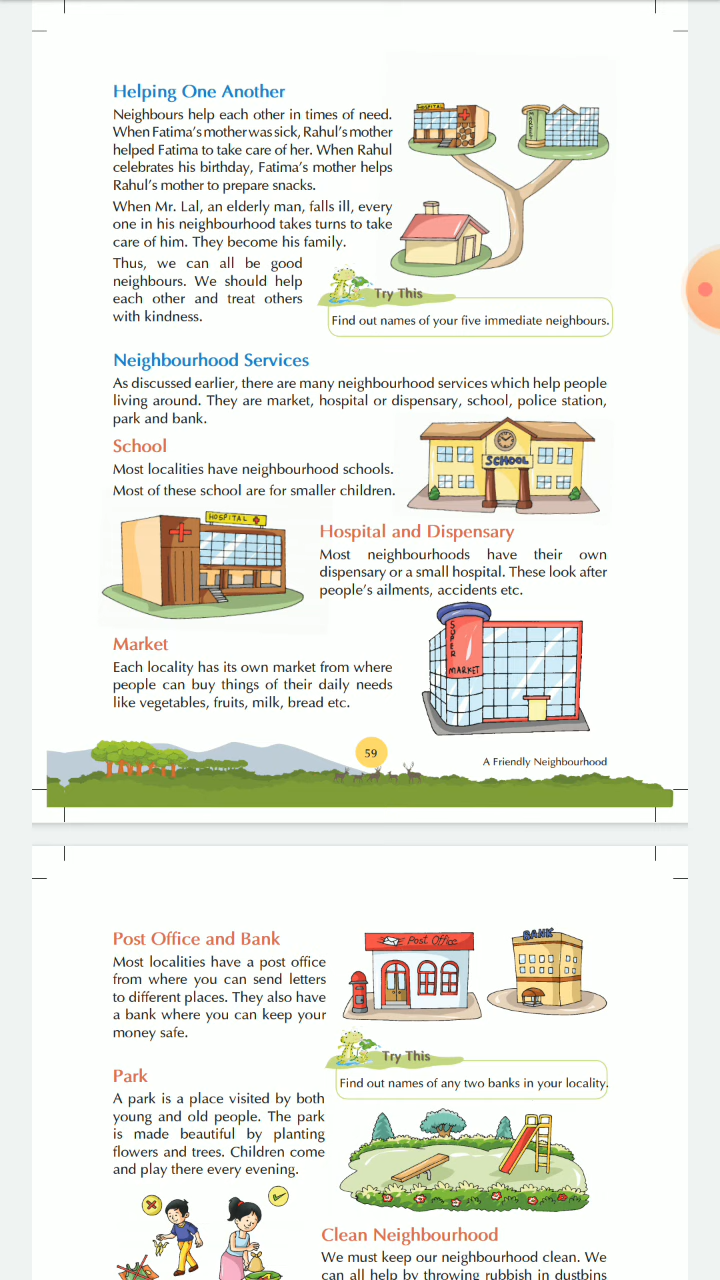 Helping One Another
Neighbours help each other in times of need.
When Fatima's mother was sick, Rahul's mother
helped Fatima to take care of her. When Rahul
celebrates his birthday, Fatima's mother helps
Rahul's mother to prepare snacks.
When Mr. Lal, an elderly man, falls ill, every
one in his neighbourhood takes turns to take
care of him. They become his family.
Thus, we can all be good
neighbours. We should help
each other and treat others
with kindness.
HOSPITAL
MARKET
Try This
Find out names of your five immediate neighbours.
Neighbourhood Services
As discussed earlier, there are many neighbourhood services which help people
living around. They are market, hospital or dispensary, school, police station,
park and bank.
School
Most localities have neighbourhood schools.
Most of these school are for smaller children.
SCHOOL
HOSPITAL
Hospital and Dispensary
Most neighbourhoods have their own
dispensary or a small hospital. These look after
people's ailments, accidents etc.
Market
Each locality has its own market from where
people can buy things of their daily needs
like vegetables, fruits, milk, bread etc.
SUPER
MARKET
59
A Friendly Neighbourhood
Post Office and Bank
Most localities have a post office
from where you can send letters
to different places. They also have
a bank where you can keep your
money safe.
Post Office
BANK
Try This
Find out names of any two banks in your locality.
Park
A park is a place visited by both
young and old people. The park
is made beautiful by planting
flowers and trees. Children come
and play there every evening.
Clean Neighbourhood
We must keep our neighbourhood clean. We
can all help by throwing rubbish in dustbins